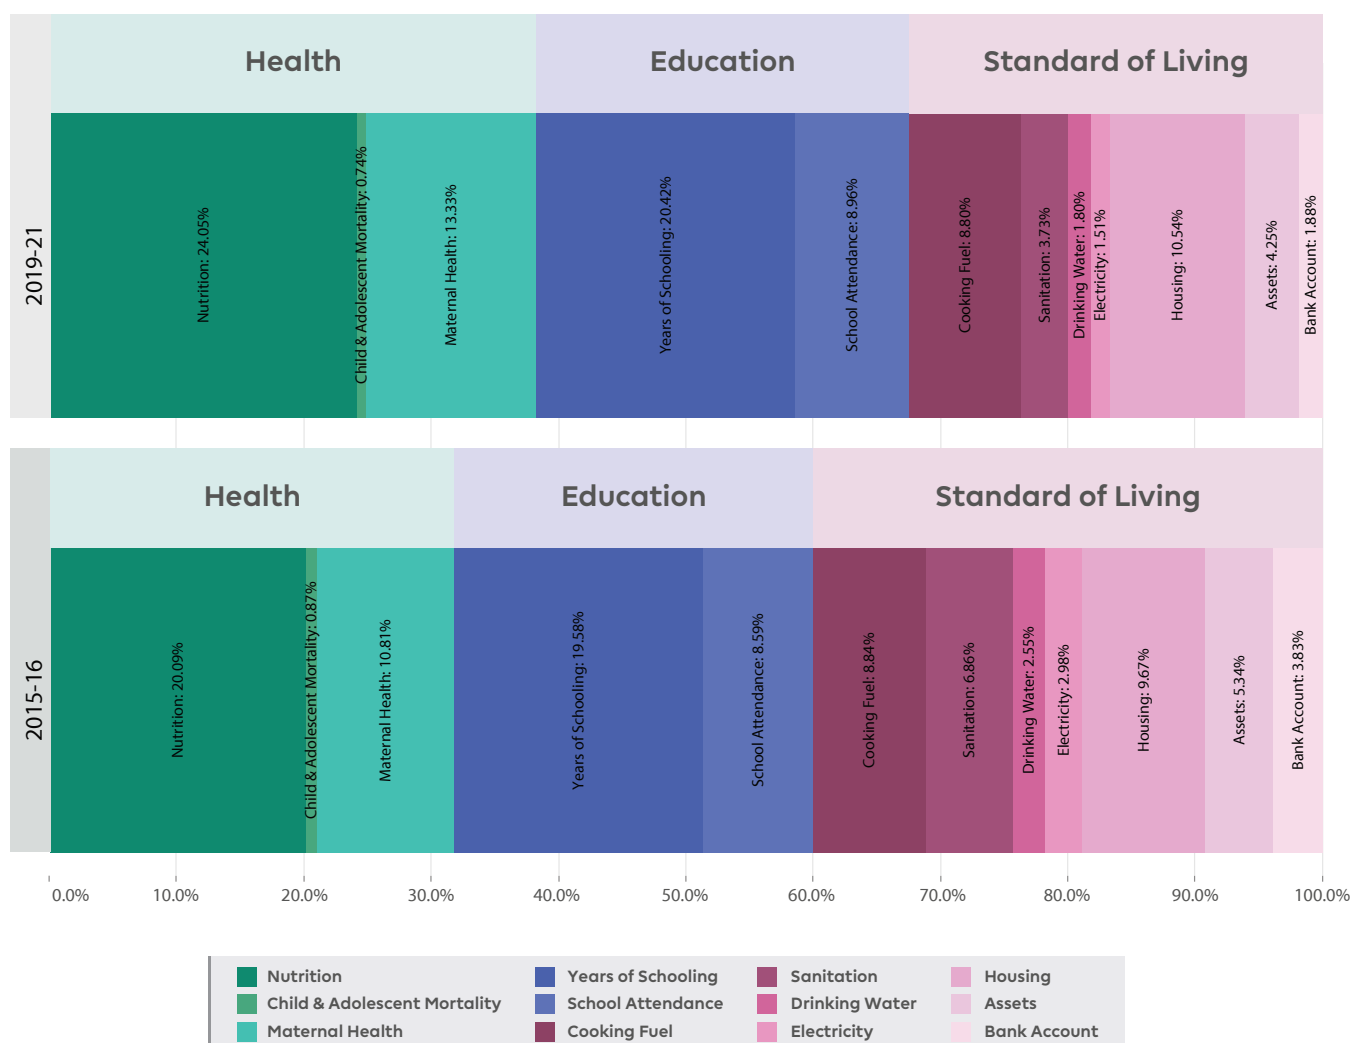 Health
Education
Standard of Living
2019-21
Nutrition: 24.05%
Child & Adolescent Mortality: 0.74%
Maternal Health: 13.33%
Years of Schooling: 20.42%
School Attendance: 8.96%
Cooking Fuel: 8.80%
Sanitation: 3.73%
Drinking Water: 1.80%
Electricity: 1.51%
Housing: 10.54%
Assets: 4.25%
Bank Account: 1.88%
Health
Education
Standard of Living
2015-16
Nutrition: 20.09%
Child & Adolescent Mortality: 0.87%
Maternal Health: 10.81%
Years of Schooling: 19.58%
School Attendance: 8.59%
Cooking Fuel: 8.84%
Sanitation: 6.86%
Drinking Water: 2.55%
Electricity: 2.98%
Housing: 9.67%
Assets: 5.34%
Bank Account: 3.83%
0.0% 10.0% 20.0% 30.0% 40.0% 50.0% 60.0% 70.0% 80.0% 90.0% 100.0%
Nutrition
Child & Adolescent Mortality
Maternal Health
Years of Schooling
School Attendance
Cooking Fuel
Sanitation
Drinking Water
Electricity
Housing
Assets
Bank Account